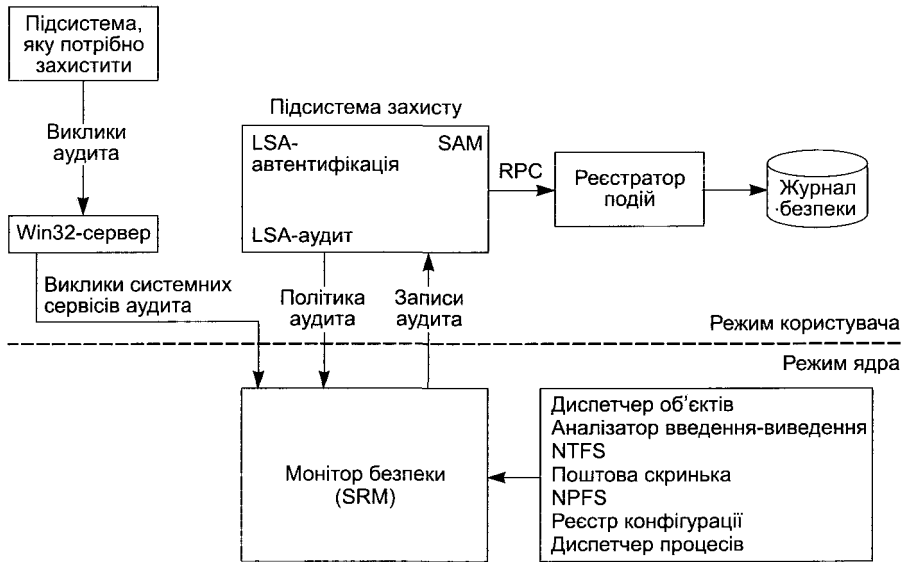 Підсистема,
яку потрібно
захистити
Виклики
аудита
Win32-сервер
Виклики системних
сервісів аудита
Підсистема захисту
LSA-
автентифікація
SAM
LSA-аудит
RPC
Реєстратор
подій
Журнал
безпеки
Політика
аудита
Записи
аудита
Режим користувача
Режим ядра
Монітор безпеки
(SRM)
Диспетчер об'єктів
Аналізатор введення-виведення
NTFS
Поштова скринька
NPFS
Реєстр конфігурації
Диспетчер процесів